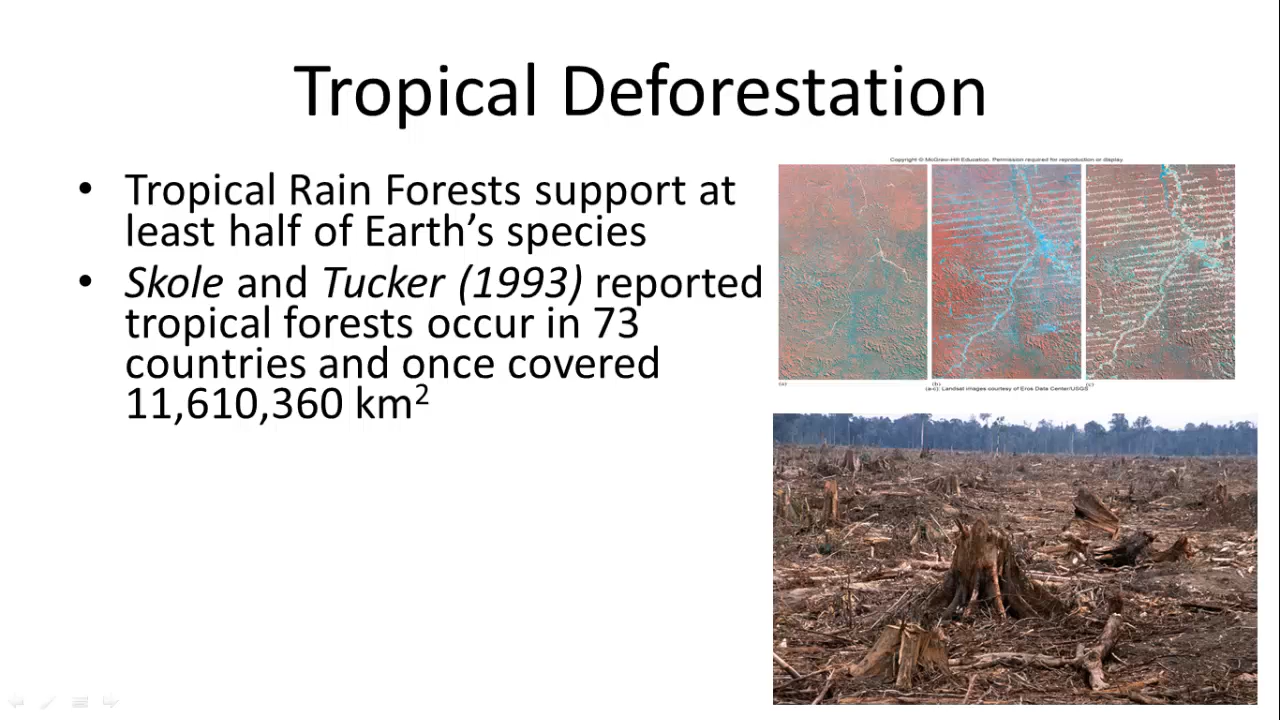 Tropical Deforestation
• Tropical Rain Forests support at
least half of Earth's species
• Skole and Tucker (1993) reported
tropical forests occur in 73
countries and once covered
11,610,360 km²
Copyright © McGraw-Hill Education. Permission required for reproduction or display.
(a) (b) (c)
(a-c): Landsat images courtesy of Eros Data Center/USGS